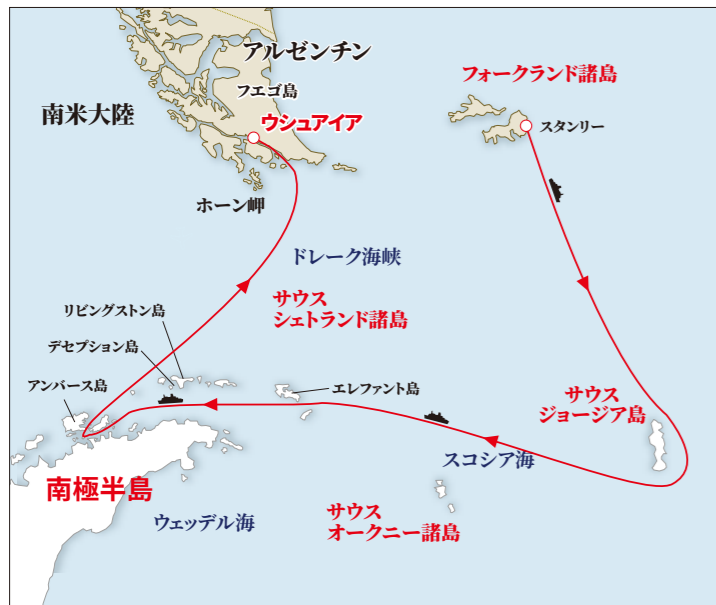 アルゼンチン
フエゴ島
南米大陸
ウシュアイア
ホーン岬
フォークランド諸島
スタンリー
ドレーク海峡
サウス
シェトランド諸島
リビングストン島
デセプション島
アンバース島
エレファント島
サウス
ジョージア島
スコシア海
南極半島
ウェッデル海
サウス
オークニー諸島